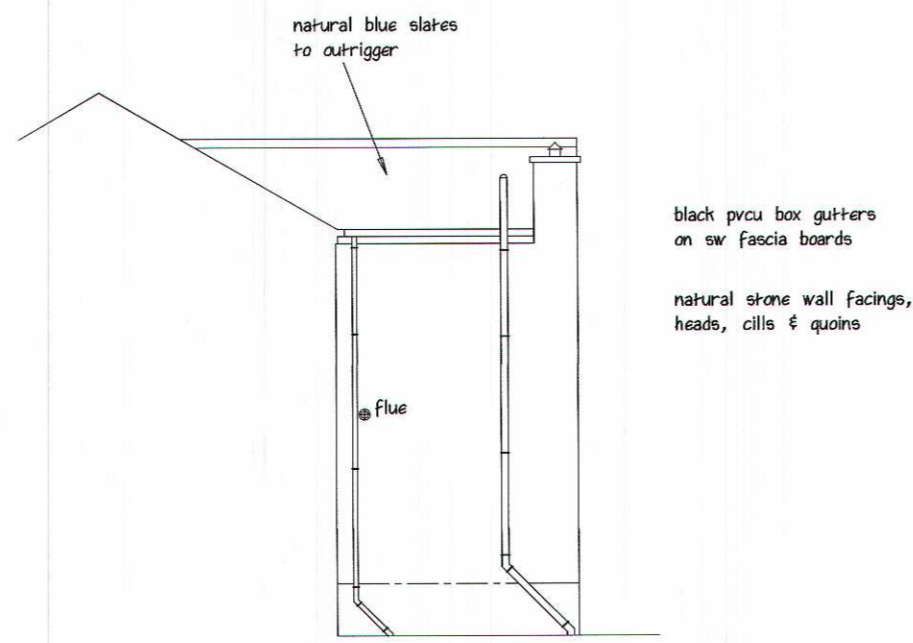 natural blue slates
to outrigger
black pvcu box gutters
on sw fascia boards
natural stone wall facings,
heads, cills & quoins
flue